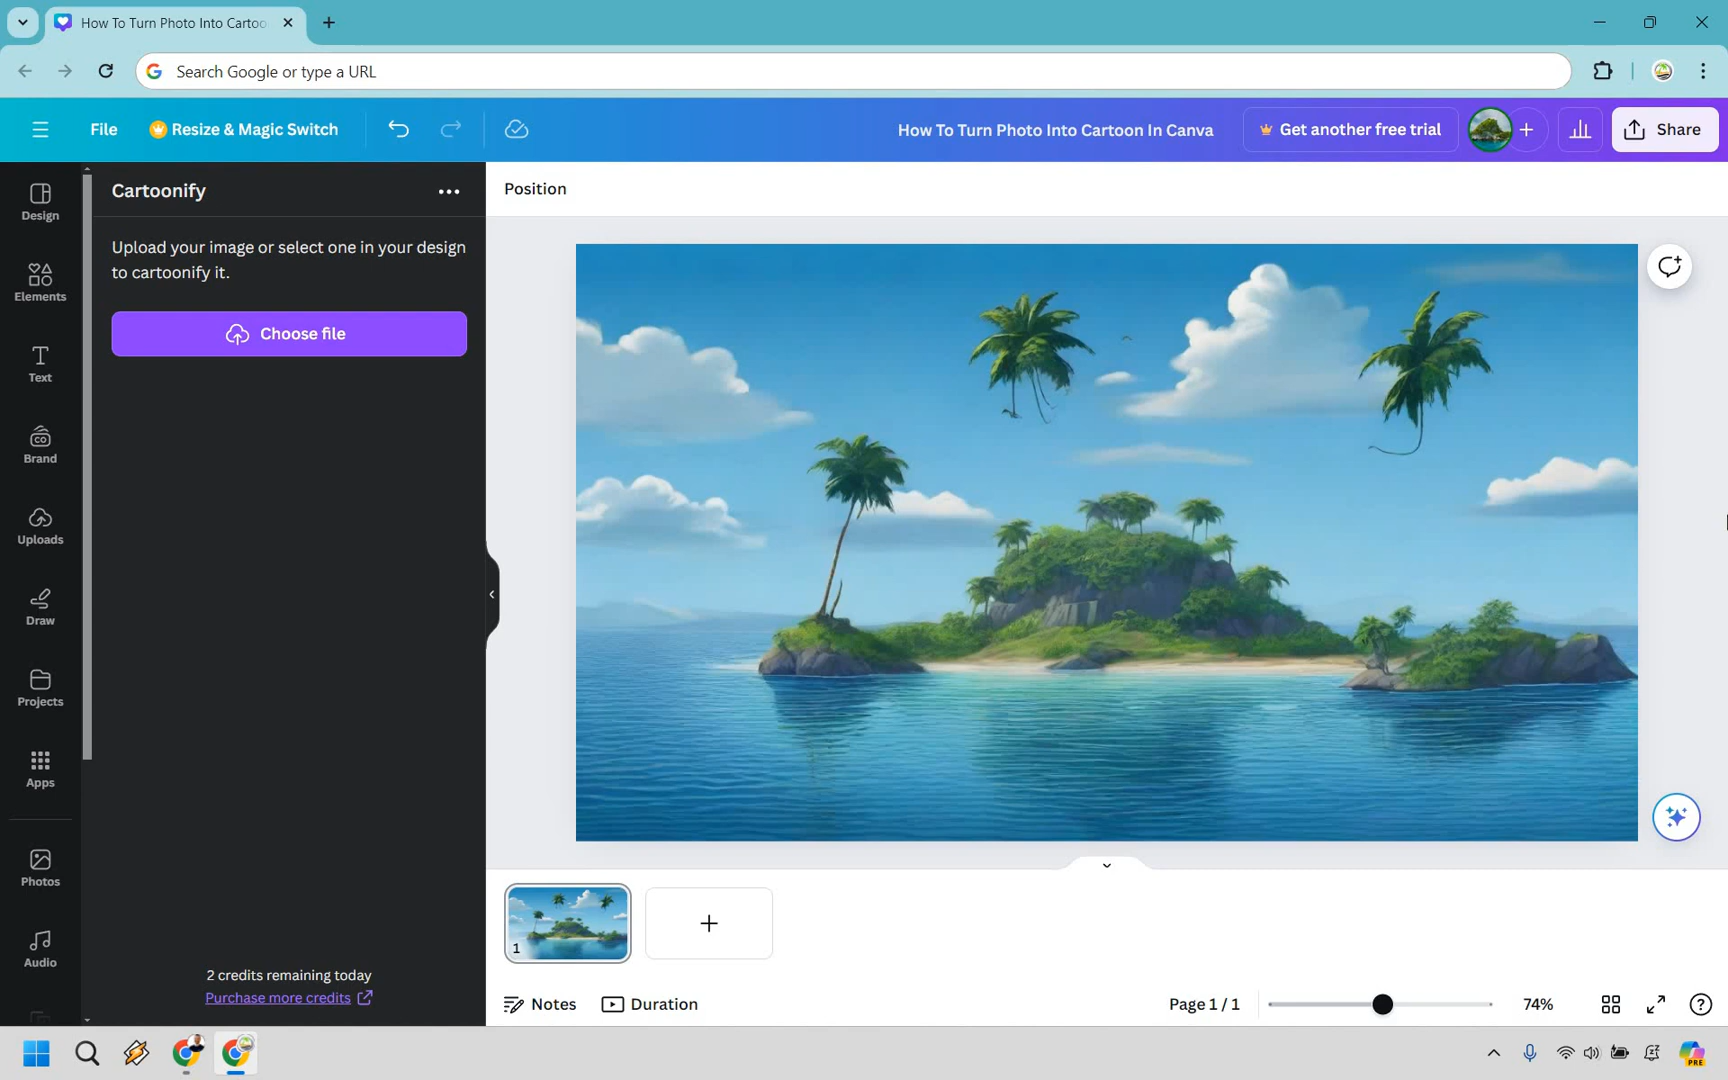 How To Turn Photo Into Cartoo
Search Google or type a URL
File
Resize & Magic Switch
How To Turn Photo Into Cartoon In Canva
Get another free trial
Share
Design
Elements
Text
Brand
Uploads
Draw
Projects
Apps
Photos
Audio
Cartoonify
Upload your image or select one in your design
to cartoonify it.
Choose file
2 credits remaining today
Purchase more credits
Position
1
Notes
Duration
Page 1 / 1
74%
PRE